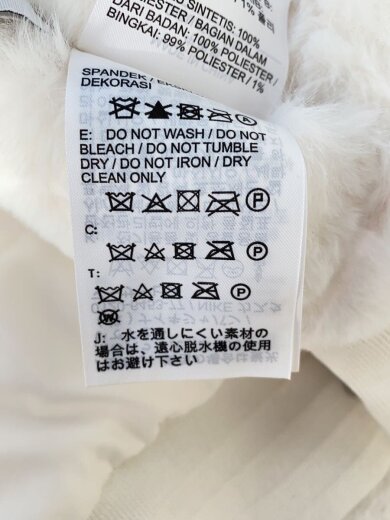 S SINTETIS: 100%
POLIESTER / BAGIAN DALAM
DARI BADAN: 100% POLIESTER /
BINGKAI: 99% POLIESTER / 1%
SPANDEX /
DEKORASI
E: DO NOT WASH / DO NOT
BLEACH / DO NOT TUMBLE
DRY / DO NOT IRON / DRY
CLEAN ONLY
P
C:
P
T:
P
J: 水を通しにくい素材の
場合は、遠心脱水機の使用
はお避け下さい